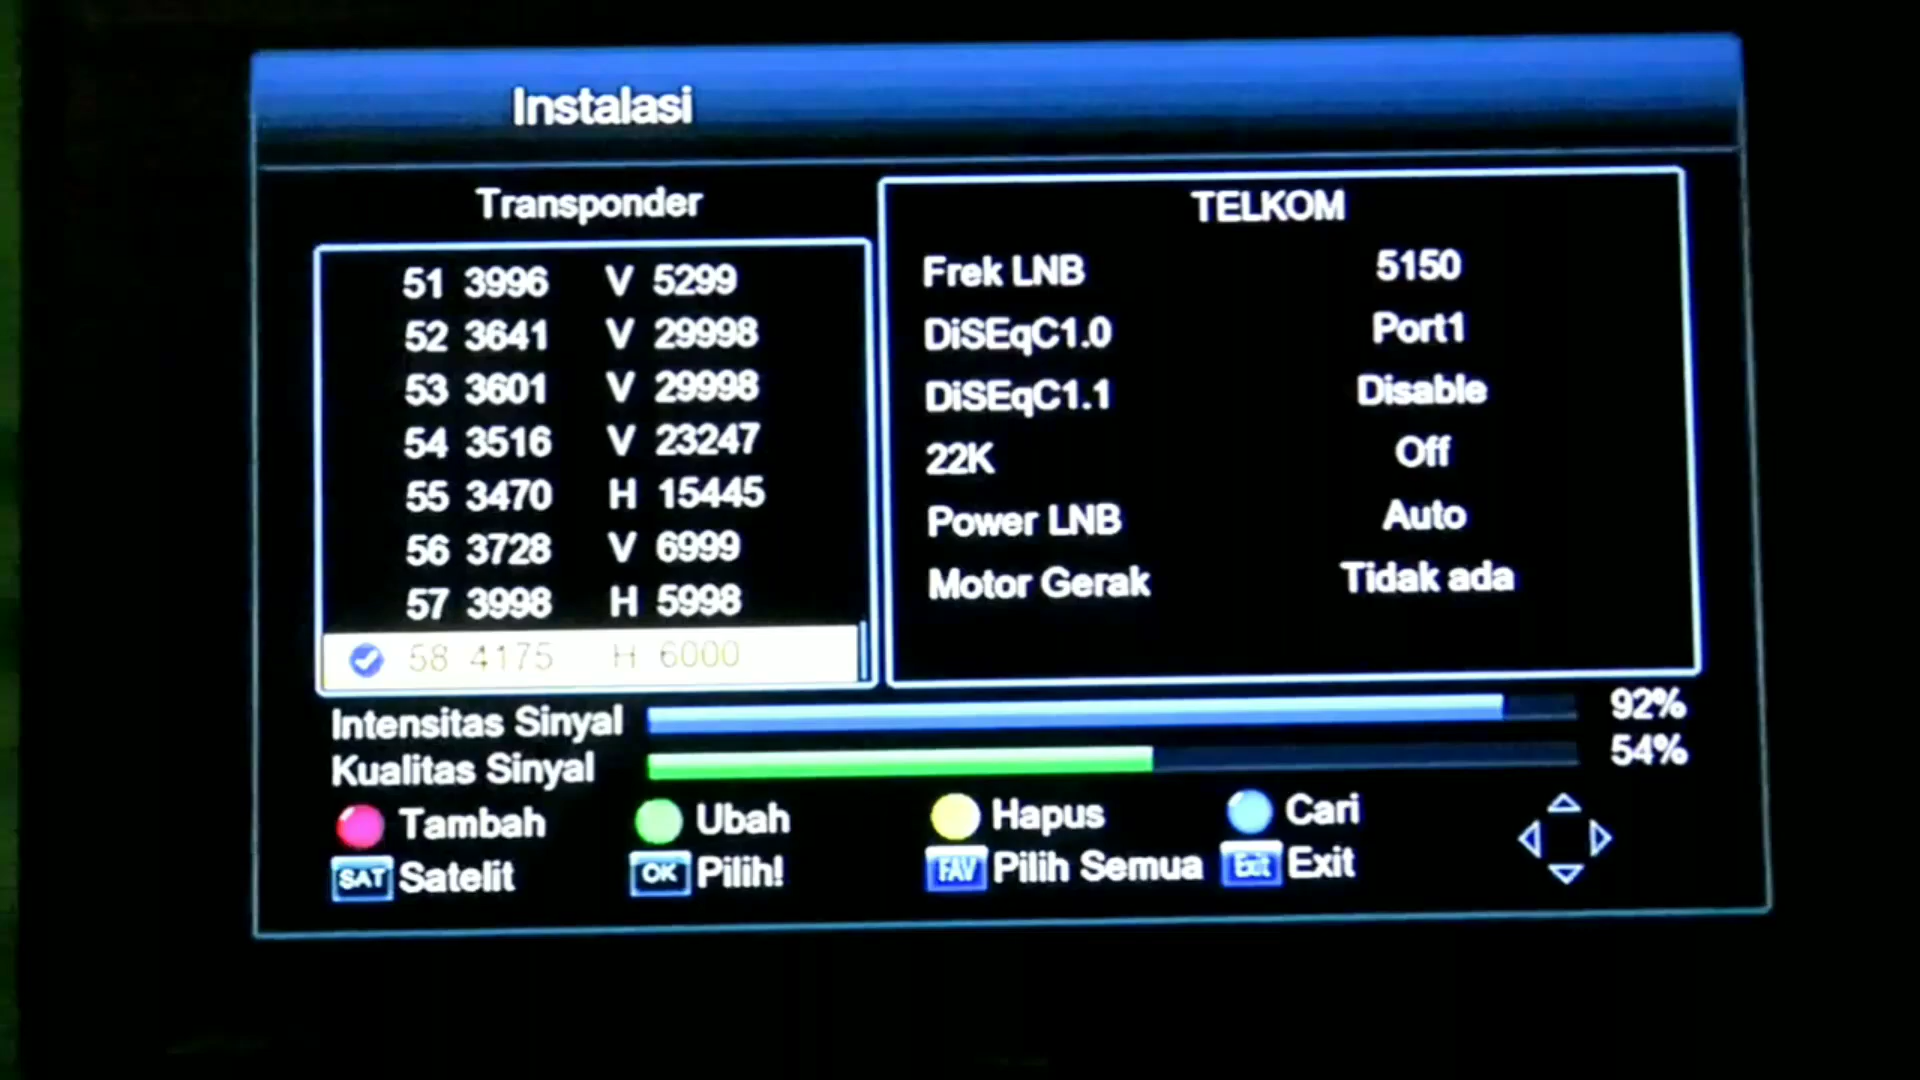 Instalasi
Transponder
51 3996 V 5299
52 3641 V 29998
53 3601 V 29998
54 3516 V 23247
55 3470 H 15445
56 3728 V 6999
57 3998 H 5998
58 4175 H 6000
TELKOM
Frek LNB 5150
DiSEqC1.0 Port1
DiSEqC1.1 Disable
22K Off
Power LNB Auto
Motor Gerak Tidak ada
Intensitas Sinyal 92%
Kualitas Sinyal 54%
Tambah Ubah Hapus Cari
SAT Satelit OK Pilih! FAV Pilih Semua Exit Exit